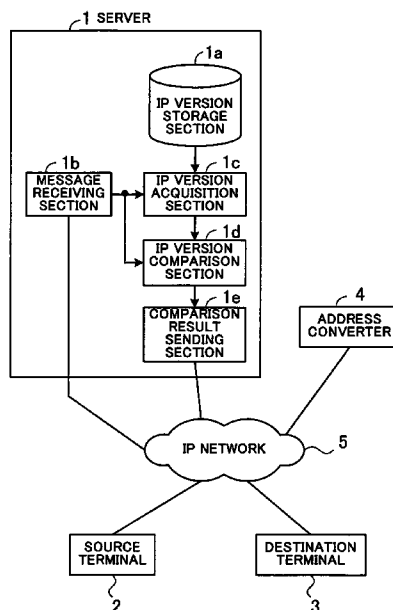 1 SERVER
1a
IP VERSION
STORAGE
SECTION
1b
MESSAGE
RECEIVING
SECTION
1c
IP VERSION
ACQUISITION
SECTION
1d
IP VERSION
COMPARISON
SECTION
1e
COMPARISON
RESULT
SENDING
SECTION
4
ADDRESS
CONVERTER
IP NETWORK
5
SOURCE
TERMINAL
2
DESTINATION
TERMINAL
3